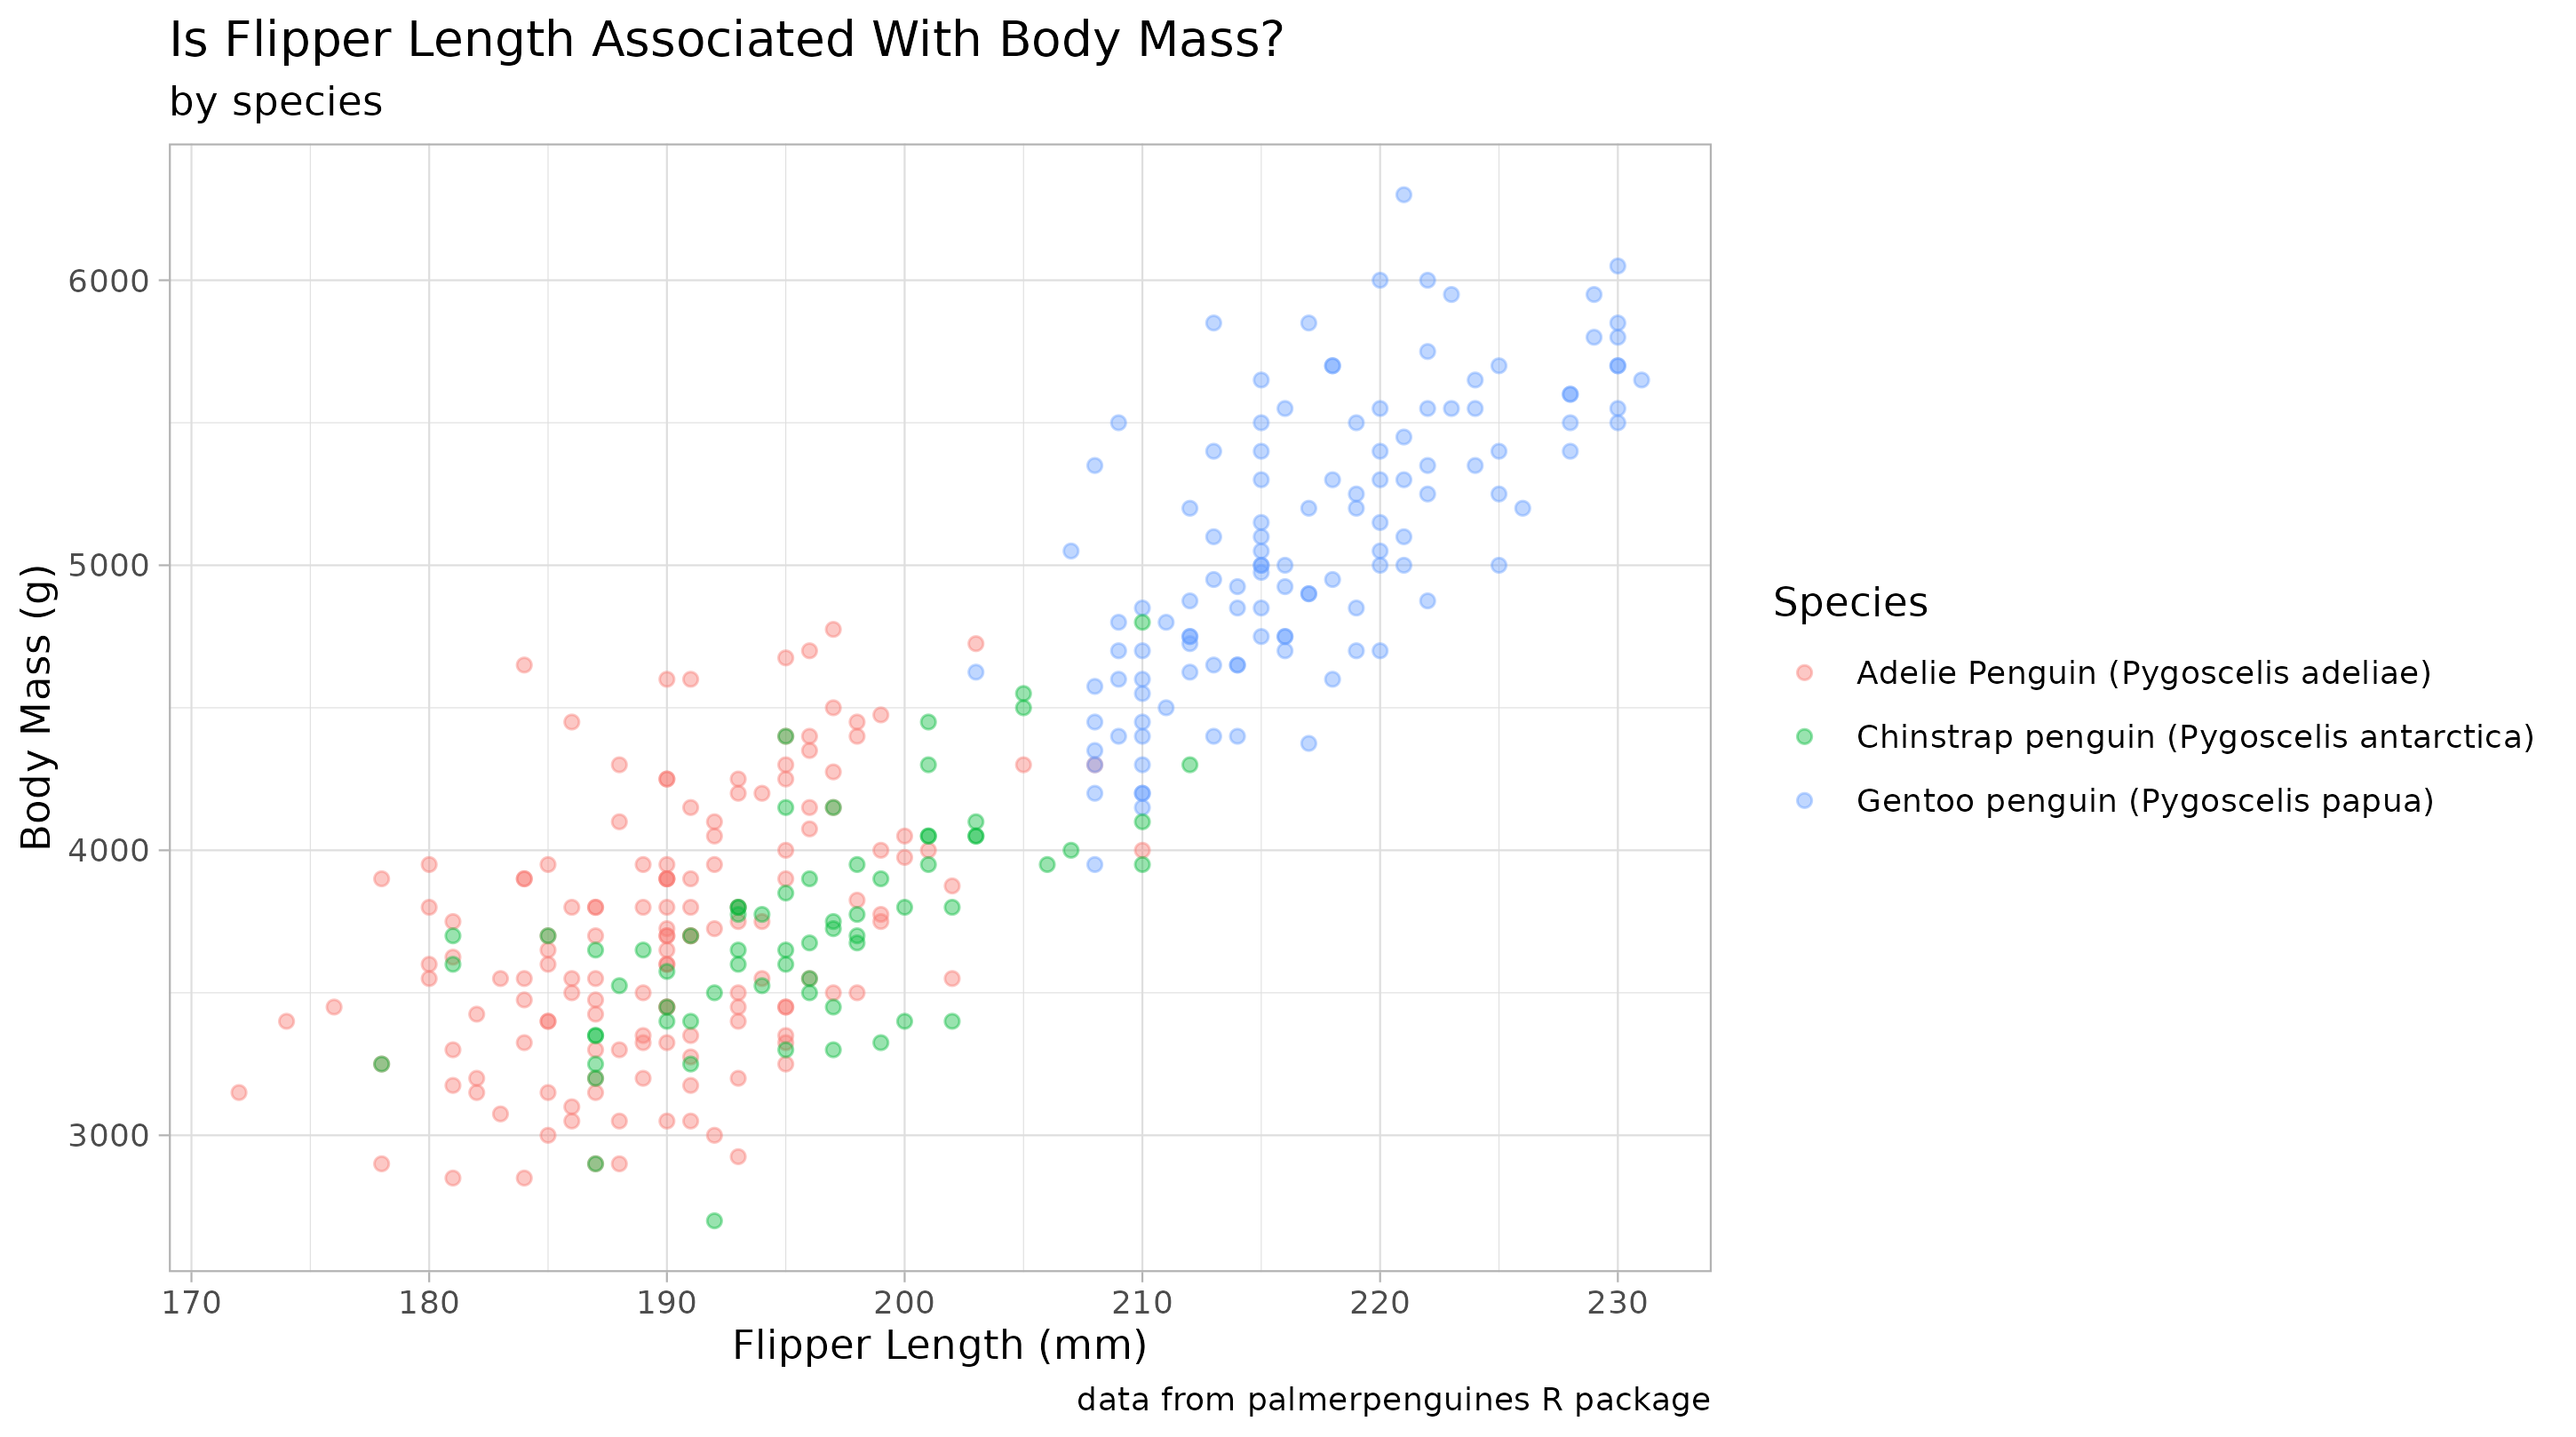 Is Flipper Length Associated With Body Mass?
by species
Body Mass (g)
6000
5000
4000
3000
170 180 190 200 210 220 230
Flipper Length (mm)
Species
Adelie Penguin (Pygoscelis adeliae)
Chinstrap penguin (Pygoscelis antarctica)
Gentoo penguin (Pygoscelis papua)
data from palmerpenguines R package